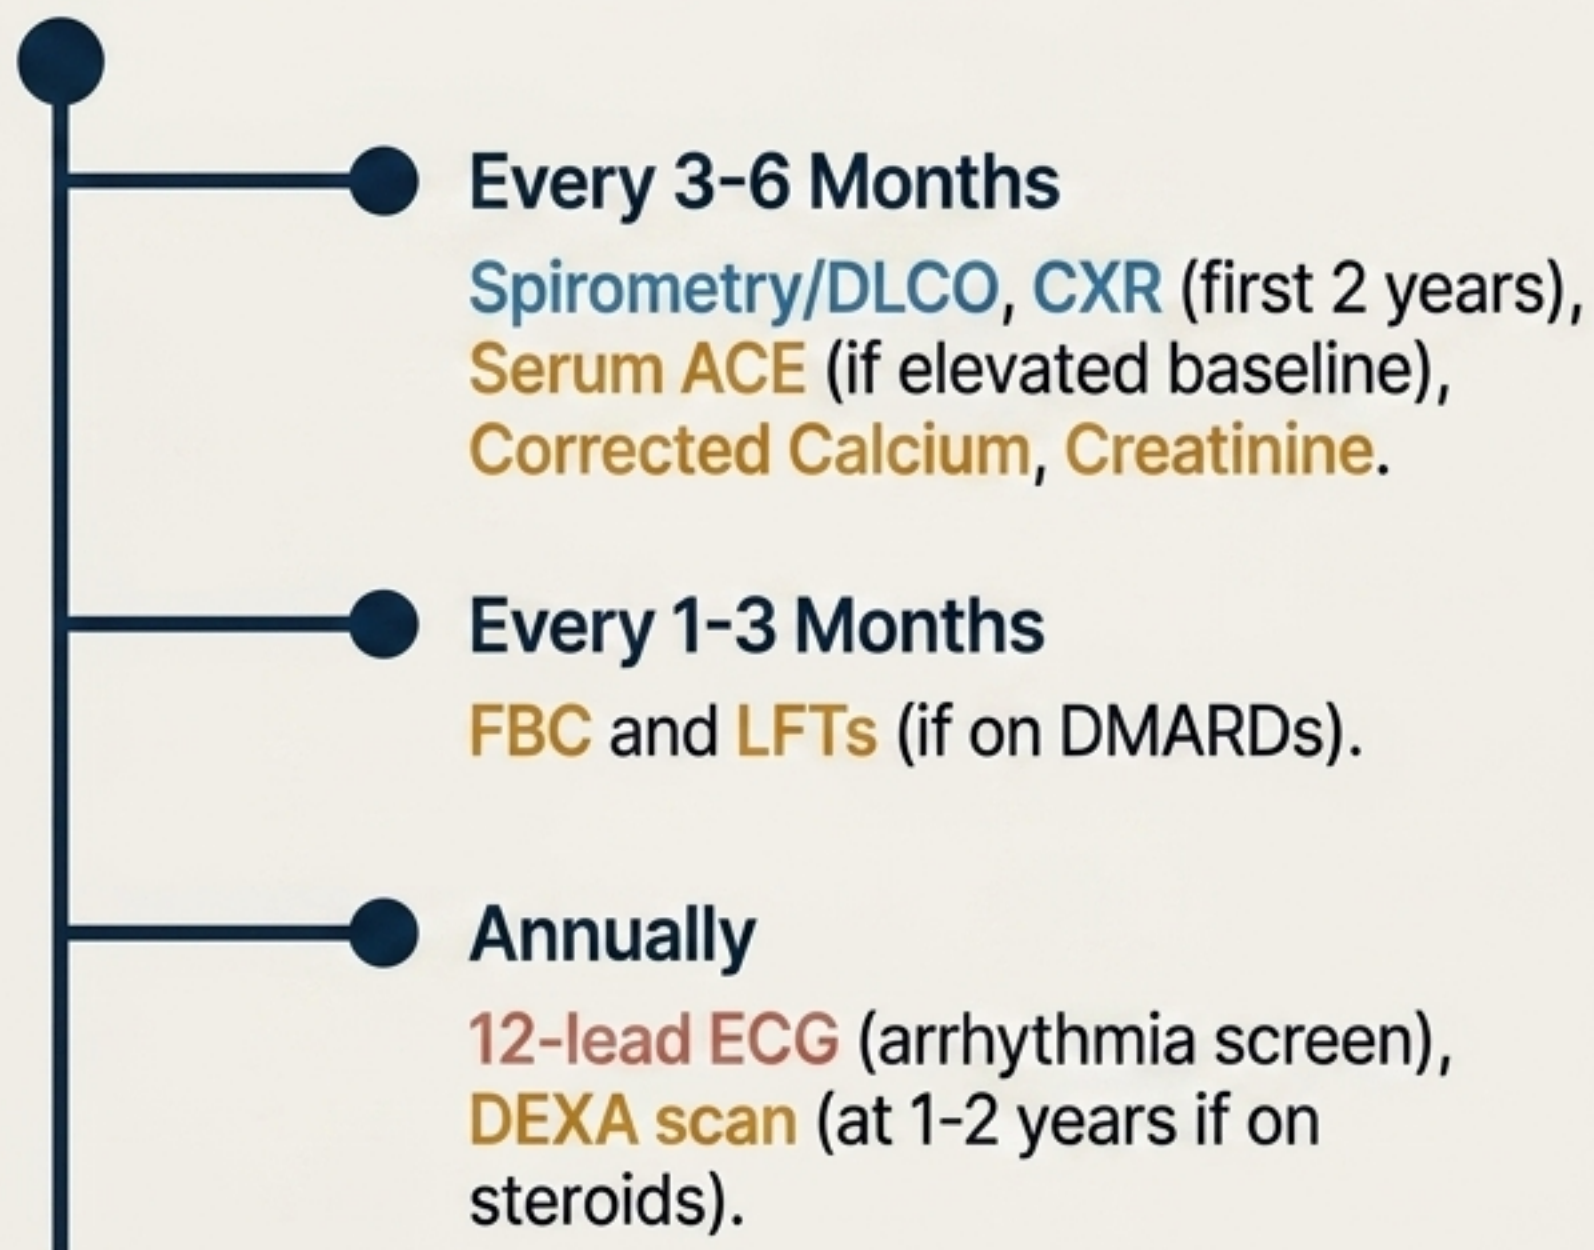 Every 3-6 Months
Spirometry/DLCO, CXR (first 2 years),
Serum ACE (if elevated baseline),
Corrected Calcium, Creatinine.
Every 1-3 Months
FBC and LFTs (if on DMARDs).
Annually
12-lead ECG (arrhythmia screen),
DEXA scan (at 1-2 years if on
steroids).